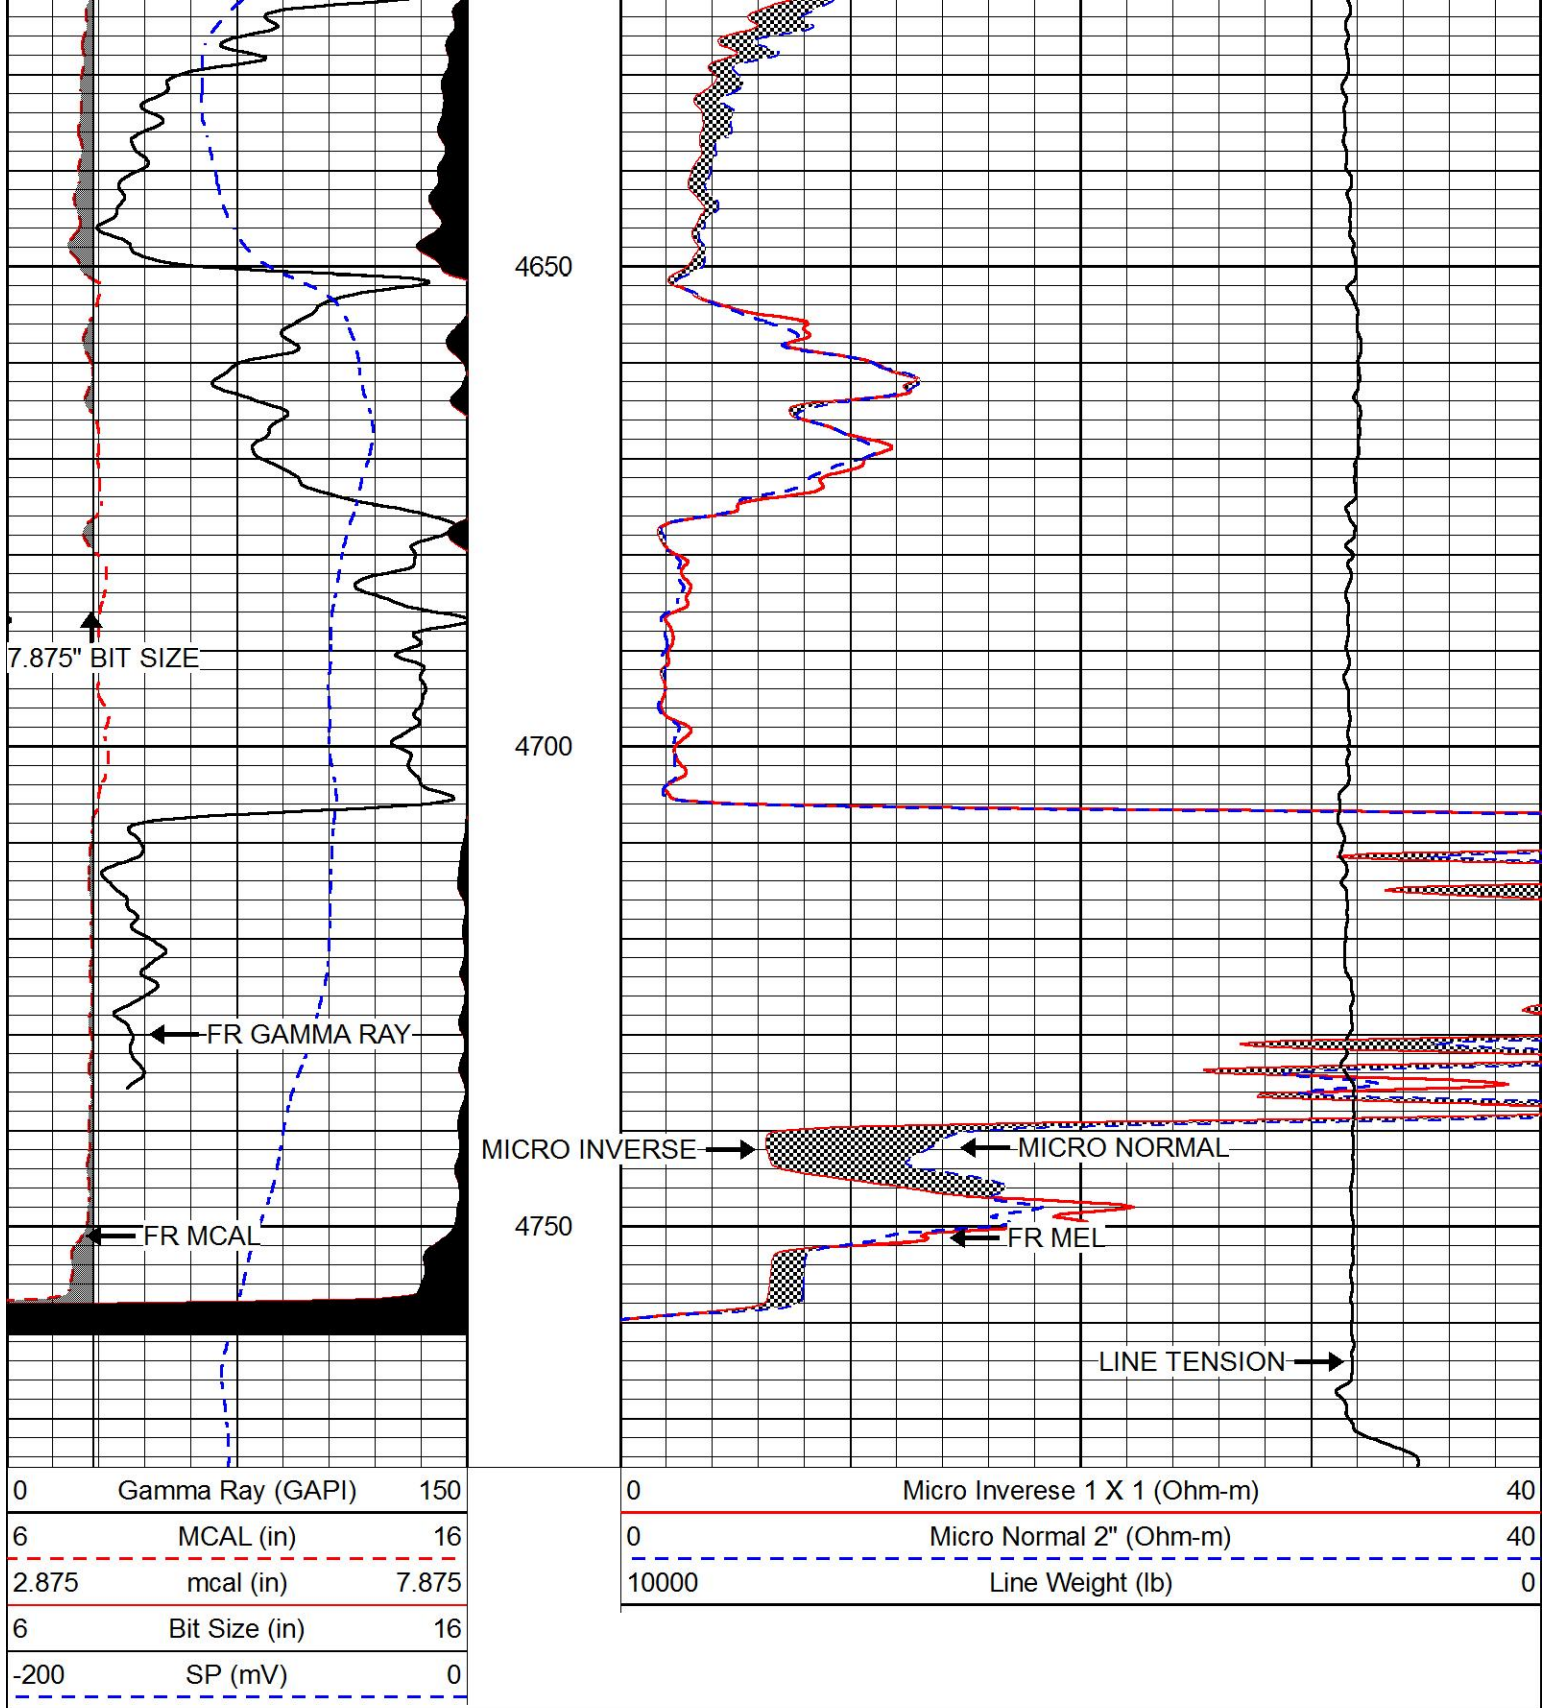 4650
7.875" BIT SIZE
4700
FR GAMMA RAY
MICRO INVERSE
MICRO NORMAL
FR MCAL
4750
FR MEL
LINE TENSION
0 Gamma Ray (GAPI) 150
6 MCAL (in) 16
2.875 mcal (in) 7.875
6 Bit Size (in) 16
-200 SP (mV) 0
0 Micro Inverese 1 X 1 (Ohm-m) 40
0 Micro Normal 2" (Ohm-m) 40
10000 Line Weight (lb) 0